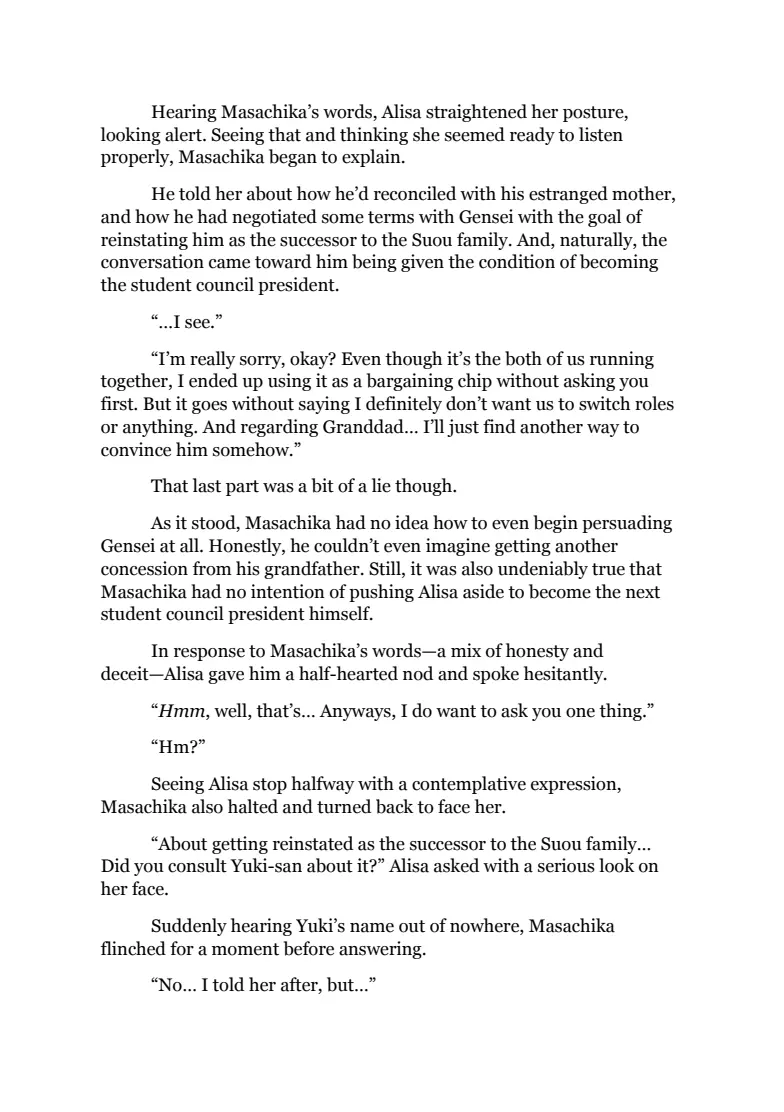 Hearing Masachika’s words, Alisa straightened her posture,
looking alert. Seeing that and thinking she seemed ready to listen
properly, Masachika began to explain.
He told her about how he’d reconciled with his estranged mother,
and how he had negotiated some terms with Gensei with the goal of
reinstating him as the successor to the Suou family. And, naturally, the
conversation came toward him being given the condition of becoming
the student council president.
“…I see.”
“I’m really sorry, okay? Even though it’s the both of us running
together, I ended up using it as a bargaining chip without asking you
first. But it goes without saying I definitely don’t want us to switch roles
or anything. And regarding Granddad… I’ll just find another way to
convince him somehow.”
That last part was a bit of a lie though.
As it stood, Masachika had no idea how to even begin persuading
Gensei at all. Honestly, he couldn’t even imagine getting another
concession from his grandfather. Still, it was also undeniably true that
Masachika had no intention of pushing Alisa aside to become the next
student council president himself.
In response to Masachika’s words—a mix of honesty and
deceit—Alisa gave him a half-hearted nod and spoke hesitantly.
“Hmm, well, that’s… Anyways, I do want to ask you one thing.”
“Hm?”
Seeing Alisa stop halfway with a contemplative expression,
Masachika also halted and turned back to face her.
“About getting reinstated as the successor to the Suou family…
Did you consult Yuki-san about it?” Alisa asked with a serious look on
her face.
Suddenly hearing Yuki’s name out of nowhere, Masachika
flinched for a moment before answering.
“No… I told her after, but…”